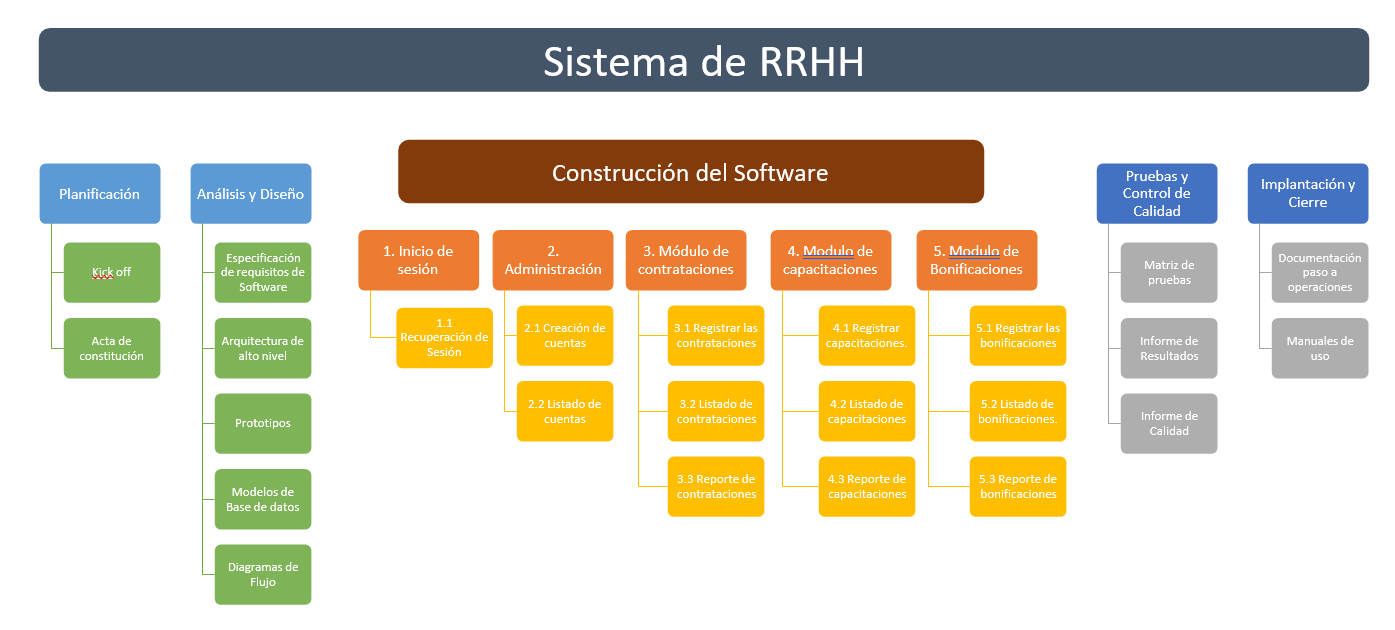 Sistema de RRHH
Construcción del Software
Planificación
Kick off
Acta de
constitución
Análisis y Diseño
Especificación
de requisitos de
Software
Arquitectura de
alto nivel
Prototipos
Modelos de
Base de datos
Diagramas de
Flujo
1. Inicio de
sesión
1.1
Recuperación de
Sesión
2.
Administración
2.1 Creación de
cuentas
2.2 Listado de
cuentas
3. Módulo de
contrataciones
3.1 Registrar las
contrataciones
3.2 Listado de
contrataciones
3.3 Reporte de
contrataciones
4. Modulo de
capacitaciones
4.1 Registrar
capacitaciones.
4.2 Listado de
capacitaciones
4.3 Reporte de
capacitaciones
5. Modulo de
Bonificaciones
5.1 Registrar las
bonificaciones
5.2 Listado de
bonificaciones.
5.3 Reporte de
bonificaciones
Pruebas y
Control de
Calidad
Matriz de
pruebas
Informe de
Resultados
Informe de
Calidad
Implantación y
Cierre
Documentación
paso a
operaciones
Manuales de
uso